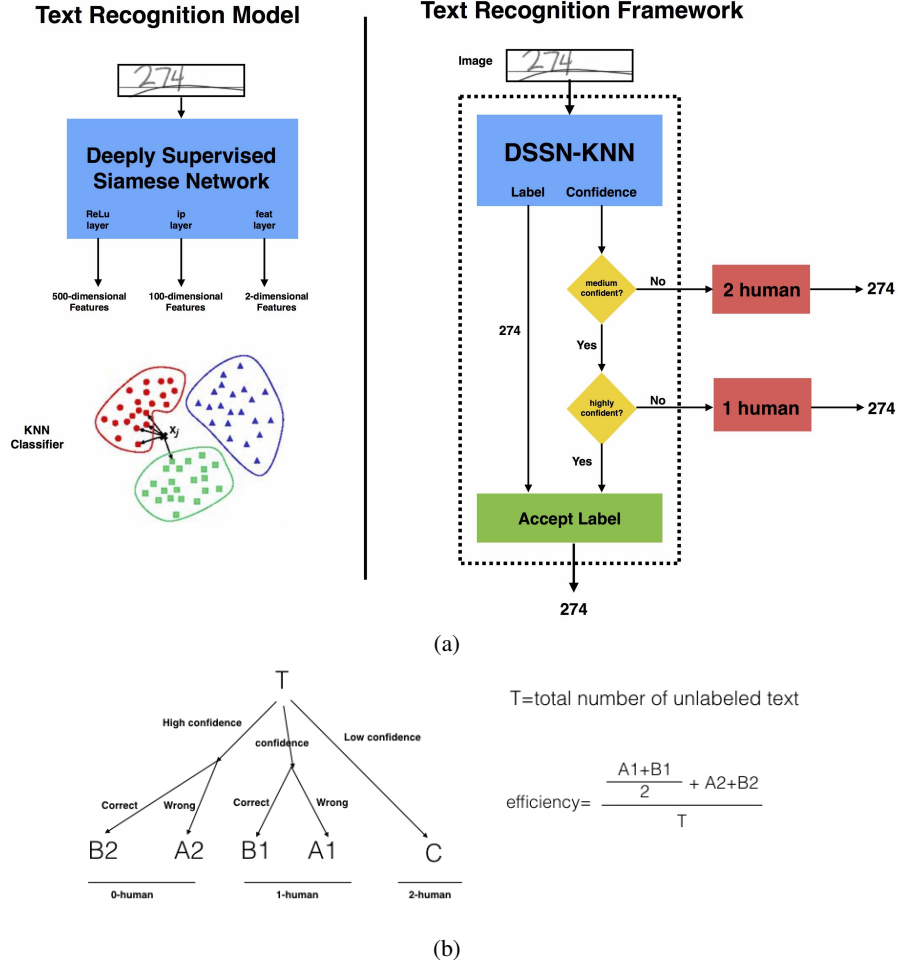 Text Recognition Model
274
Deeply Supervised
Siamese Network
ReLu
layer
ip
layer
feat
layer
500-dimensional
Features
100-dimensional
Features
2-dimensional
Features
KNN
Classifier
xj
Text Recognition Framework
Image
274
DSSN-KNN
Label
Confidence
medium
confident?
No
2 human
274
274
Yes
highly
confident?
No
1 human
274
Yes
Accept Label
274
(a)
T
High confidence
confidence
Low confidence
Correct
Wrong
Correct
Wrong
B2
A2
B1
A1
C
0-human
1-human
2-human
T=total number of unlabeled text
efficiency=
A1+B1
2
+ A2+B2
T
(b)